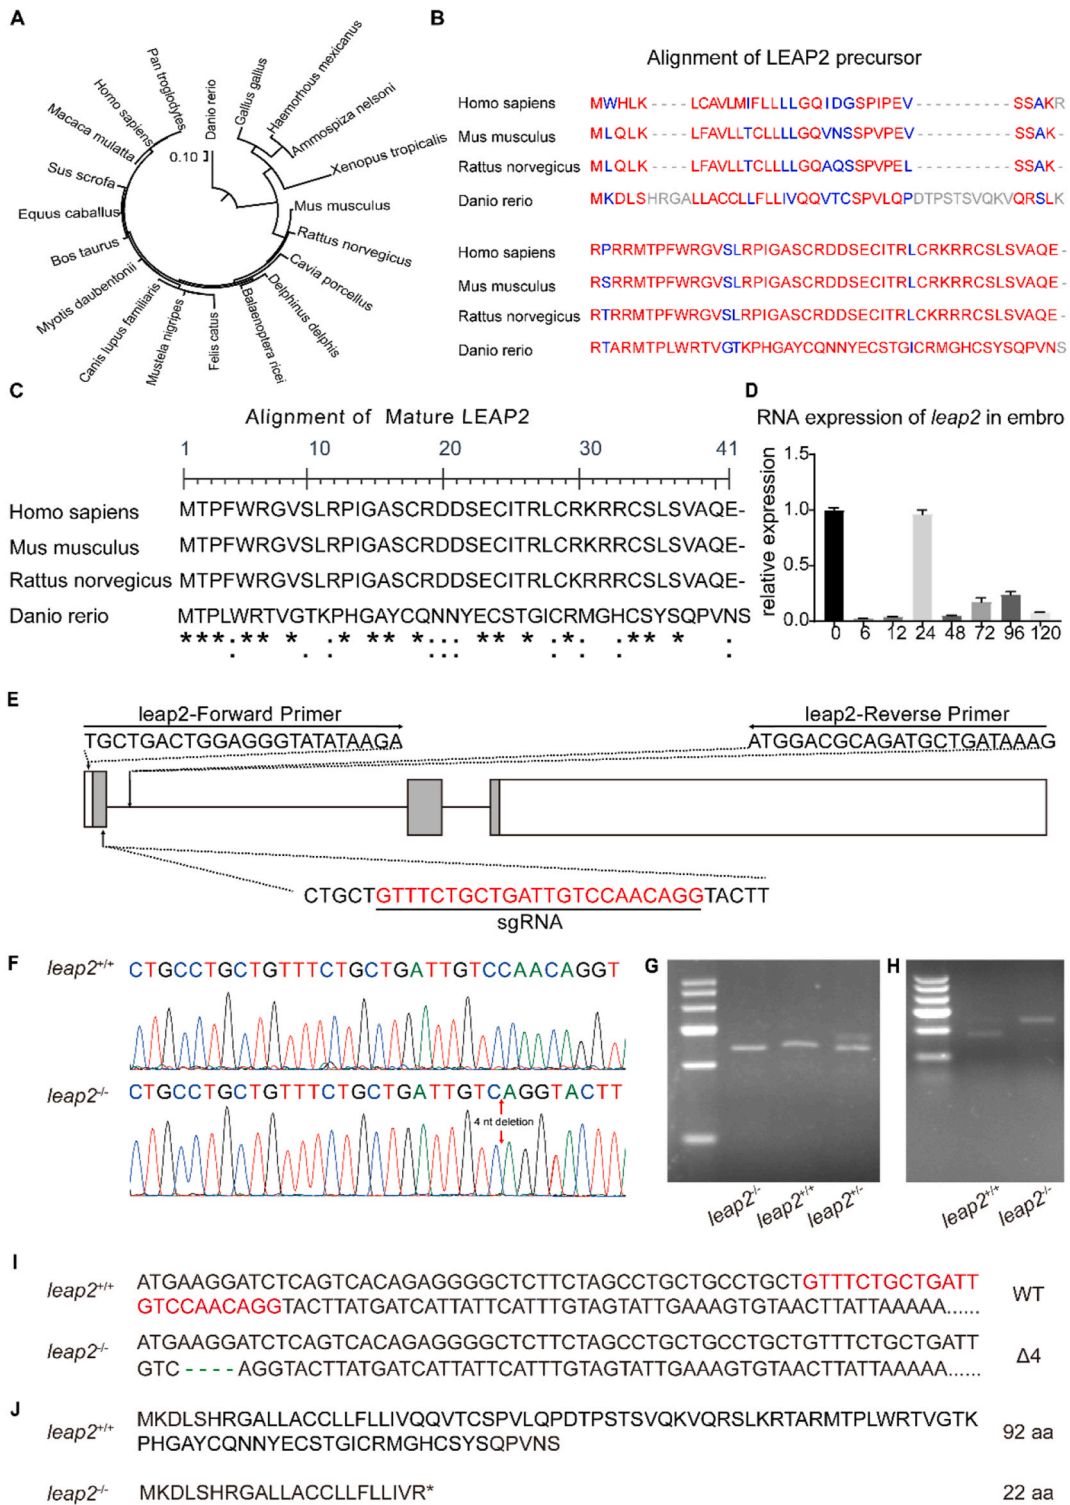 A
Pan troglodytes
Homo sapiens
Macaca mulatta
Sus scrofa
Equus caballus
Bos taurus
Myotis daubentonii
Canis lupus familiaris
Mustela nigripes
Felis catus
Balaenoptera ricei
Delphinus delphis
Cavia porcellus
Rattus norvegicus
Mus musculus
Xenopus tropicalis
Ammospiza nelsoni
Haemorhous mexicanus
Gallus gallus
Danio rerio
0.10
B
Alignment of LEAP2 precursor
Homo sapiens MWHLK - - - - LCAVLMIFLLLLGQIDGSPIPEV - - - - - - - - - - SSAKR
Mus musculus MLQLK - - - - LFAVLLTCLLLLGQVNSSPVPEV - - - - - - - - - - SSAK -
Rattus norvegicus MLQLK - - - - LFAVLLTCLLLLGQAQSSPVPEL - - - - - - - - - - SSAK -
Danio rerio MKDLSHRGALLACCLLFLLIVQQVTCSPVLQPDTPSTSVQKVQRSLK
Homo sapiens RPRRMTPFWRGVSLRPIGASCRDDSECITRLCRKRRCSLSVAQE -
Mus musculus RSRRMTPFWRGVSLRPIGASCRDDSECITRLCRKRRCSLSVAQE -
Rattus norvegicus RTRRMTPFWRGVSLRPIGASCRDDSECITRLCKRRRCSLSVAQE -
Danio rerio RTARMTPLWRTVGTKPHGAYCQNNYECSTGICRMGHCSYSQPVNS
C
Alignment of Mature LEAP2
1 10 20 30 41
Homo sapiens MTPFWRGVSLRPIGASCRDDSECITRLCRKRRCSLSVAQE-
Mus musculus MTPFWRGVSLRPIGASCRDDSECITRLCRKRRCSLSVAQE-
Rattus norvegicus MTPFWRGVSLRPIGASCRDDSECITRLCKRRRCSLSVAQE-
Danio rerio MTPLWRTVGTKPHGAYCQNNYECSTGICRMGHCSYSQPVNS
D
RNA expression of leap2 in embro
relative expression
1.5
1.0
0.5
0.0
0 6 12 24 48 72 96 120
E
leap2-Forward Primer
TGCTGACTGGAGGGTATATAAGA
leap2-Reverse Primer
ATGGACGCAGATGCTGATAAAG
CTGCTGTTTCTGCTGATTGTCCAACAGGTACTT
sgRNA
F
leap2+/+ CTGCCTGCTGTTTCTGCTGATTGTCCAACAGGT
leap2-/- CTGCCTGCTGTTTCTGCTGATTGTCAGGTACTT
4 nt deletion
G
leap2-/- leap2+/+ leap2+/-
H
leap2+/+ leap2-/-
I
leap2+/+ ATGAAGGATCTCAGTCACAGAGGGGCTCTTCTAGCCTGCTGCCTGCTGTTTCTGCTGATT
GTCCAACAGGTACTTATGATCATTATTCATTTGTAGTATTGAAAGTGTAACTTATTAAAAA......
WT
leap2-/- ATGAAGGATCTCAGTCACAGAGGGGCTCTTCTAGCCTGCTGCCTGCTGTTTCTGCTGATT
GTC - - - - AGGTACTTATGATCATTATTCATTTGTAGTATTGAAAGTGTAACTTATTAAAAA......
Δ4
J
leap2+/+ MKDLSHRGALLACCLLFLLIVQQVTCSPVLQPDTPSTSVQKVQRSLKRTARMTPLWRTVGTK
PHGAYCQNNYECSTGICRMGHCSYSQPVNS
92 aa
leap2-/- MKDLSHRGALLACCLLFLLIVR* 22 aa